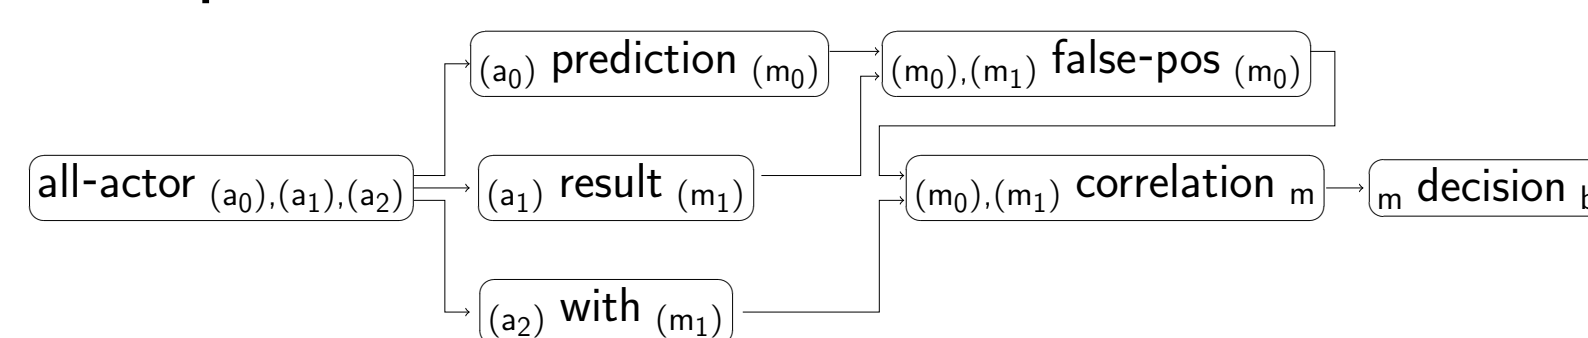 (a0) prediction (m0)
(m0),(m1) false-pos (m0)
all-actor (a0),(a1),(a2)
(a1) result (m1)
(m0),(m1) correlation m
m decision
(a2) with (m1)